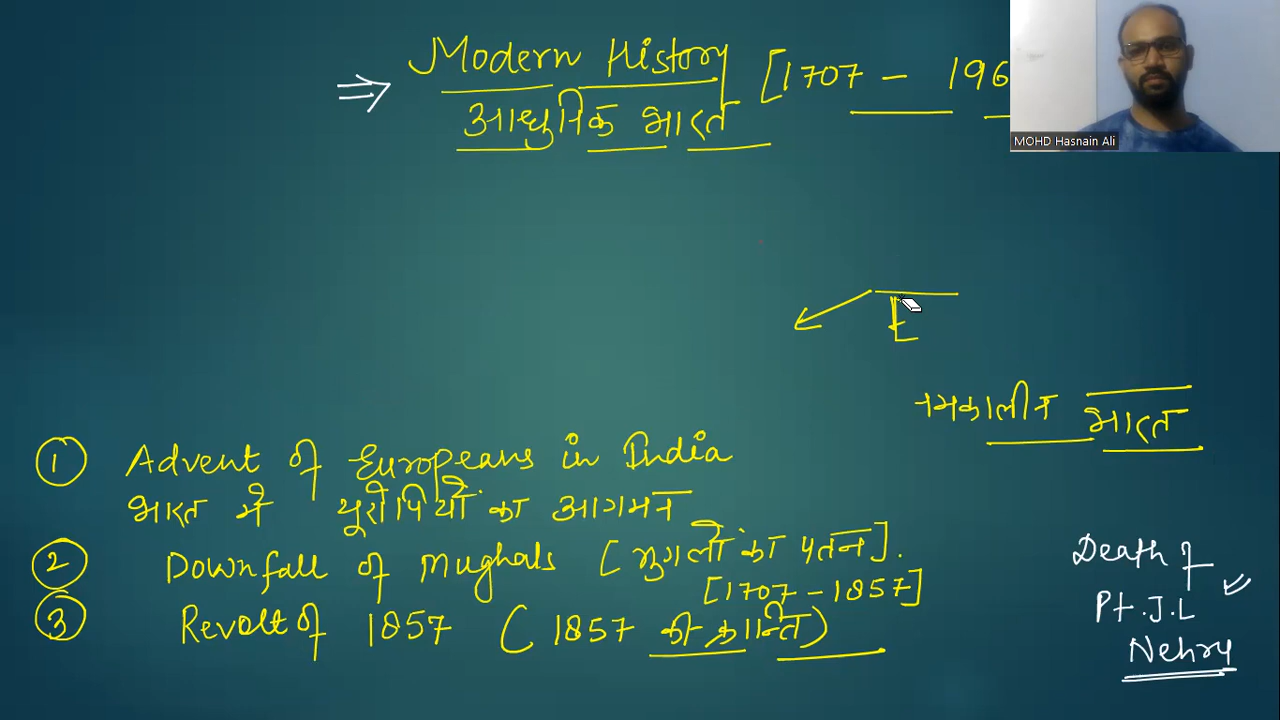 ⇒ Modern History [1707 - 196
आधुनिक भारत
MOHD Hasnain Ali
समकालीन भारत
① Advent of Europeans in India
भारत में यूरोपियों का आगमन
② Downfall of Mughals [मुगलों का पतन].
[1707-1857]
③ Revolt of 1857 (1857 की क्रान्ति)
Death of
Pt. J.L
Nehry